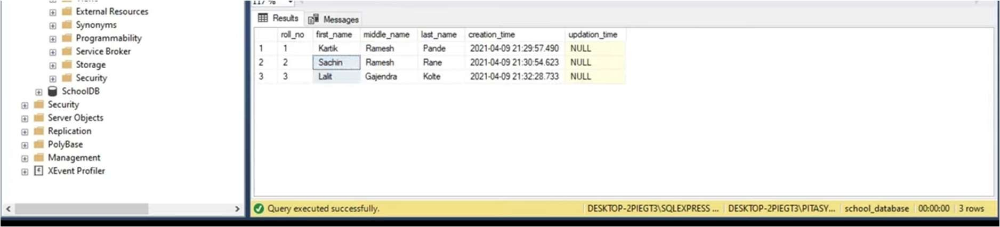 External Resources
Synonyms
Programmability
Service Broker
Storage
Security
SchoolDB
Security
Server Objects
Replication
PolyBase
Management
XEvent Profiler
117 %
Results Messages
roll_no first_name middle_name last_name creation_time updation_time
1 1 Kartik Ramesh Pande 2021-04-09 21:29:57.490 NULL
2 2 Sachin Ramesh Rane 2021-04-09 21:30:54.623 NULL
3 3 Lalit Gajendra Kolte 2021-04-09 21:32:28.733 NULL
Query executed successfully. DESKTOP-2PIEGT3\SQLEXPRESS ... DESKTOP-2PIEGT3\PITASY... school_database 00:00:00 3 rows